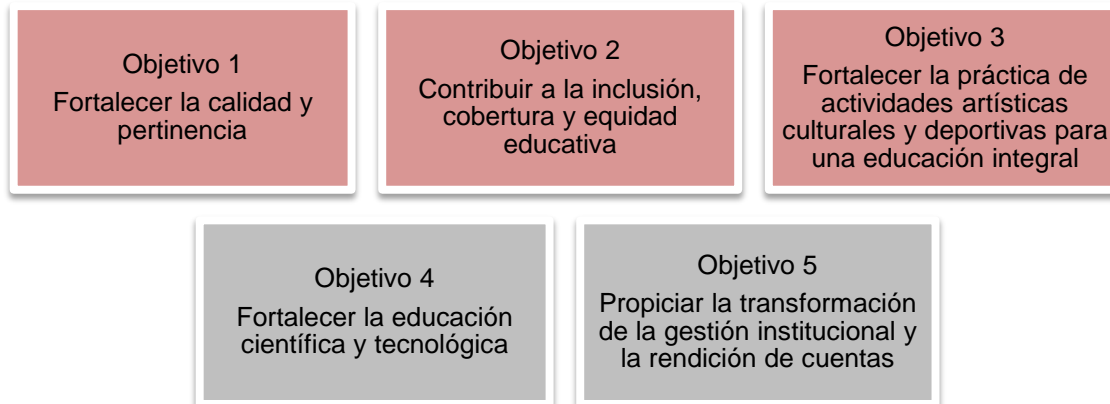 Objetivo 1
Fortalecer la calidad y
pertinencia
Objetivo 2
Contribuir a la inclusión,
cobertura y equidad
educativa
Objetivo 3
Fortalecer la práctica de
actividades artísticas
culturales y deportivas para
una educación integral
Objetivo 4
Fortalecer la educación
científica y tecnológica
Objetivo 5
Propiciar la transformación
de la gestión institucional y
la rendición de cuentas